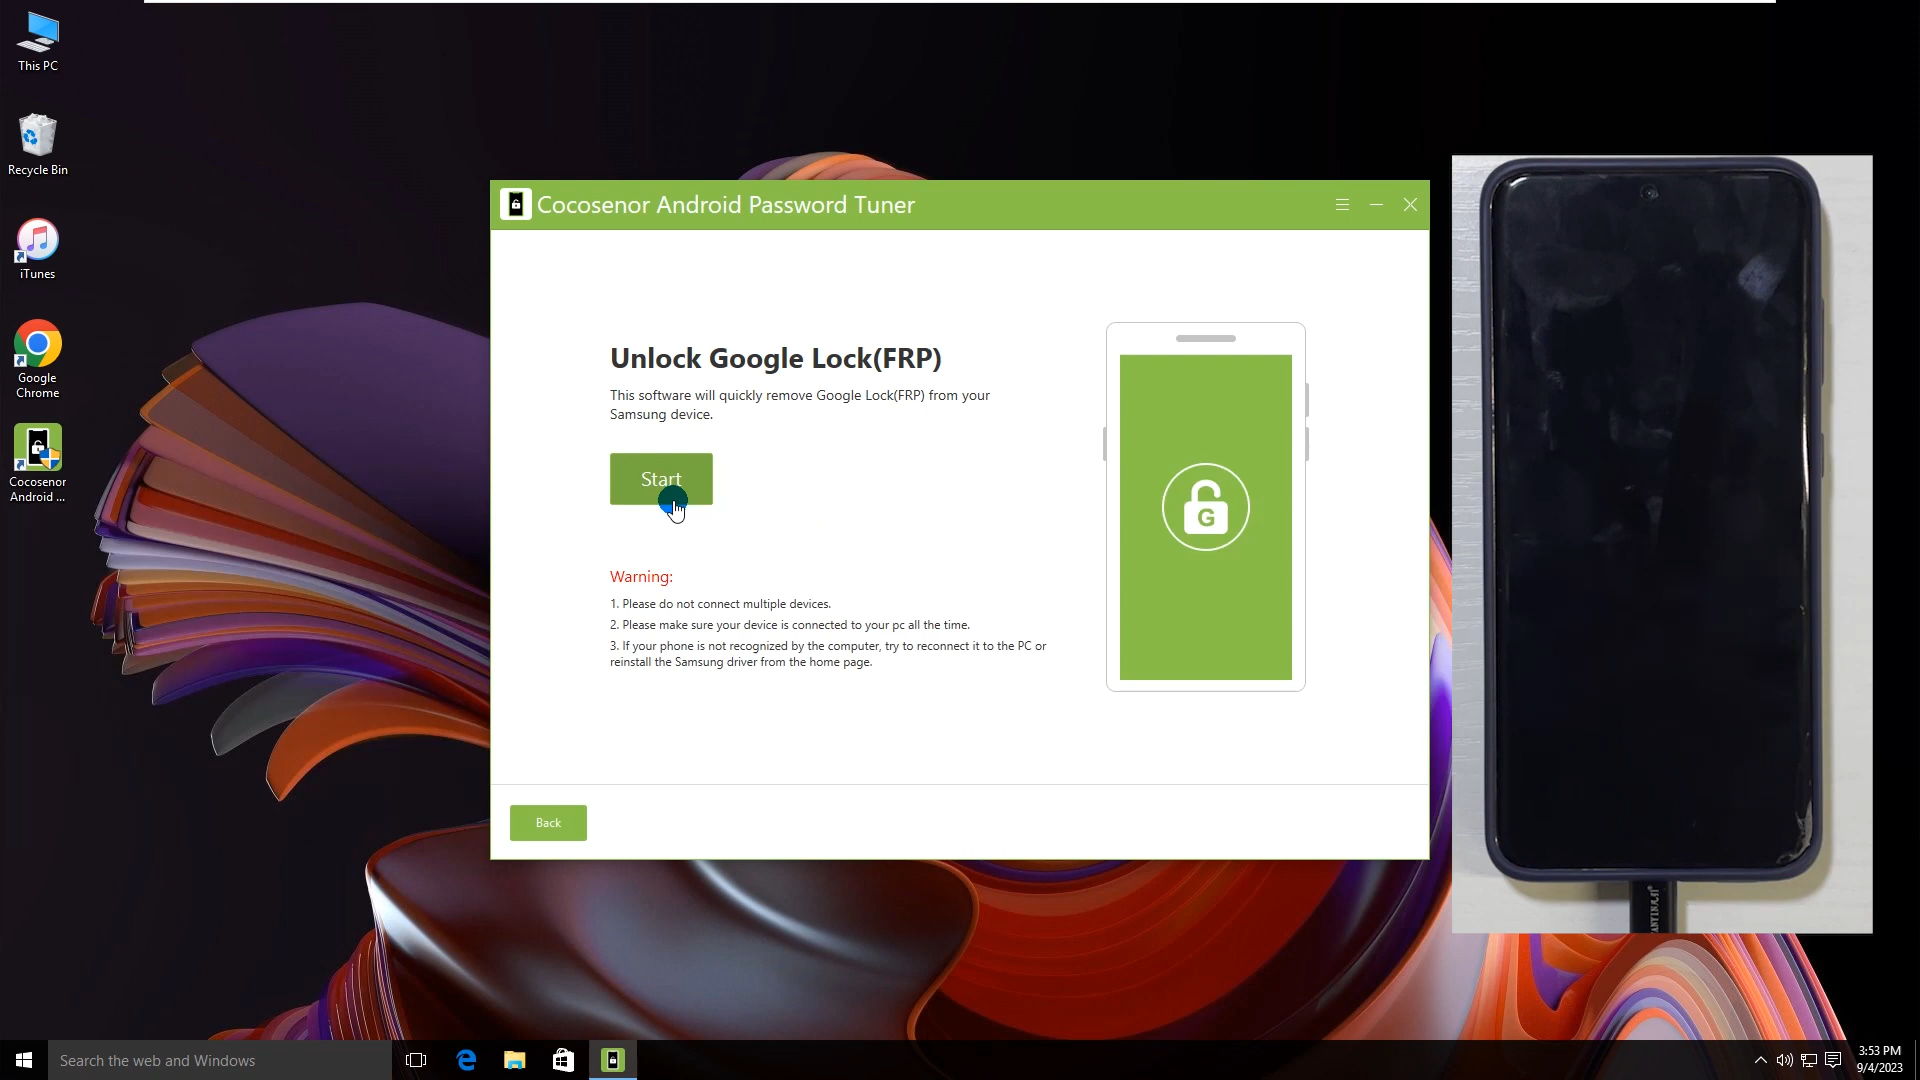 This PC
Recycle Bin
iTunes
Google
Chrome
Cocosenor
Android ...
Cocosenor Android Password Tuner
Unlock Google Lock(FRP)
This software will quickly remove Google Lock(FRP) from your
Samsung device.
Start
Warning:
1. Please do not connect multiple devices.
2. Please make sure your device is connected to your pc all the time.
3. If your phone is not recognized by the computer, try to reconnect it to the PC or
reinstall the Samsung driver from the home page.
G
Back
Search the web and Windows
3:53 PM
9/4/2023